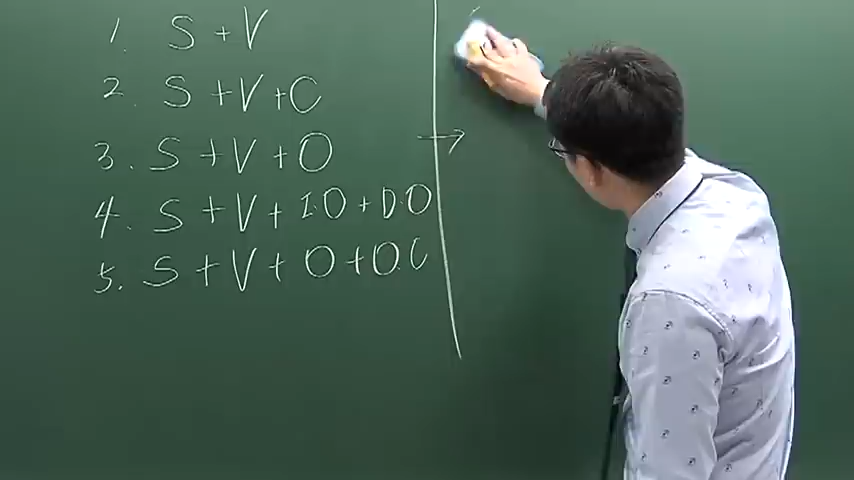 1. S + V
2. S + V + C
3. S + V + O
4. S + V + I.O + D.O
5. S + V + O + O.C